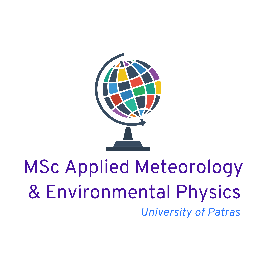 MSc Applied Meteorology
& Environmental Physics
University of Patras